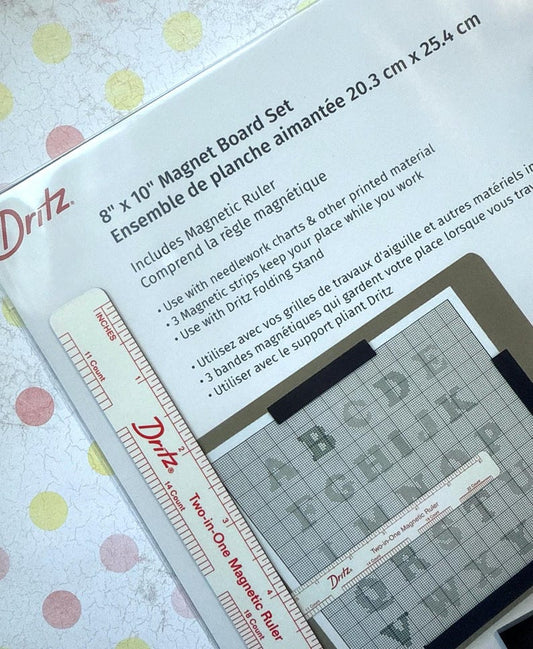 Dritz®
8" x 10" Magnet Board Set
Ensemble de planche aimantée 20.3 cm x 25.4 cm
Includes Magnetic Ruler
Comprend la règle magnétique
• Use with needlework charts & other printed material
• 3 Magnetic strips keep your place while you work
• Use with Dritz Folding Stand
• Utilisez avec vos grilles de travaux d'aiguille et autres matériels
• 3 bandes magnétiques qui gardent votre place lorsque vous
• Utiliser avec le support pliant Dritz
INCHES
11 Count
1
Dritz®
2
14 Count
Two-in-One Magnetic Ruler
3
4
18 Count
A B C D E
F G H I J K
L M N O P
Q R S T U
V W X Y
Dritz
Two-in-One Magnetic Ruler